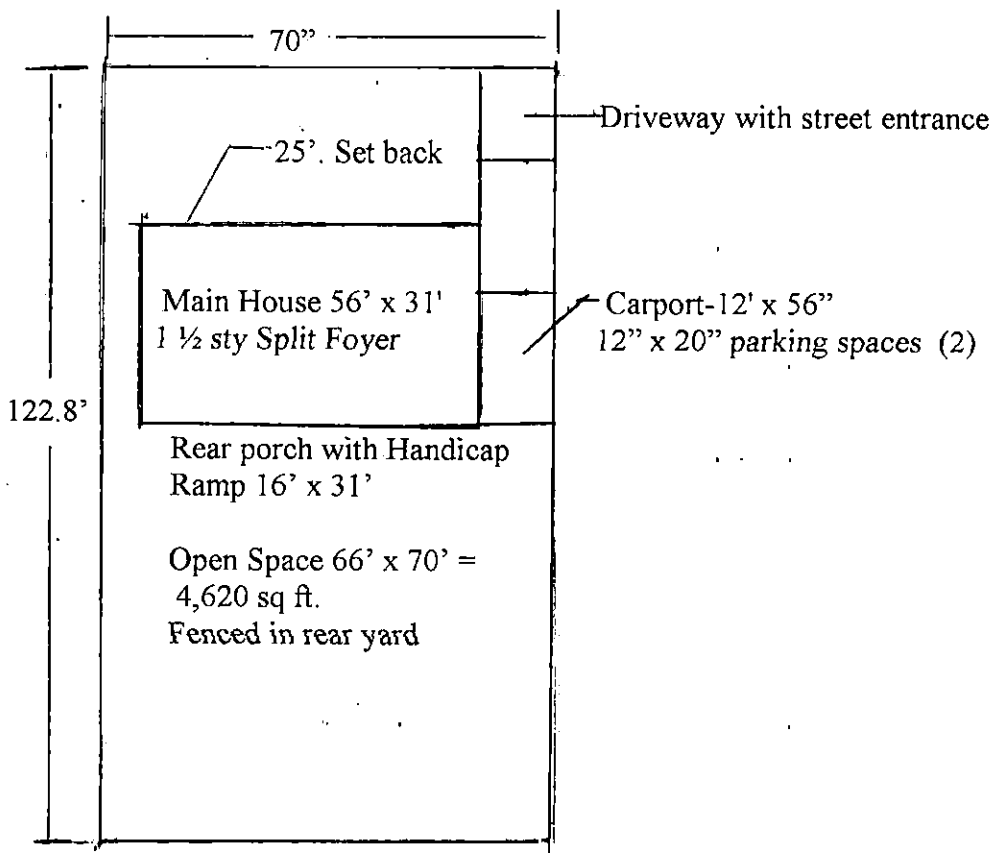 70”
Driveway with street entrance
25’. Set back
Main House 56’ x 31'
1 ½ sty Split Foyer
Carport-12' x 56”
12” x 20” parking spaces (2)
122.8’
Rear porch with Handicap
Ramp 16’ x 31’
Open Space 66’ x 70’ =
4,620 sq ft.
Fenced in rear yard